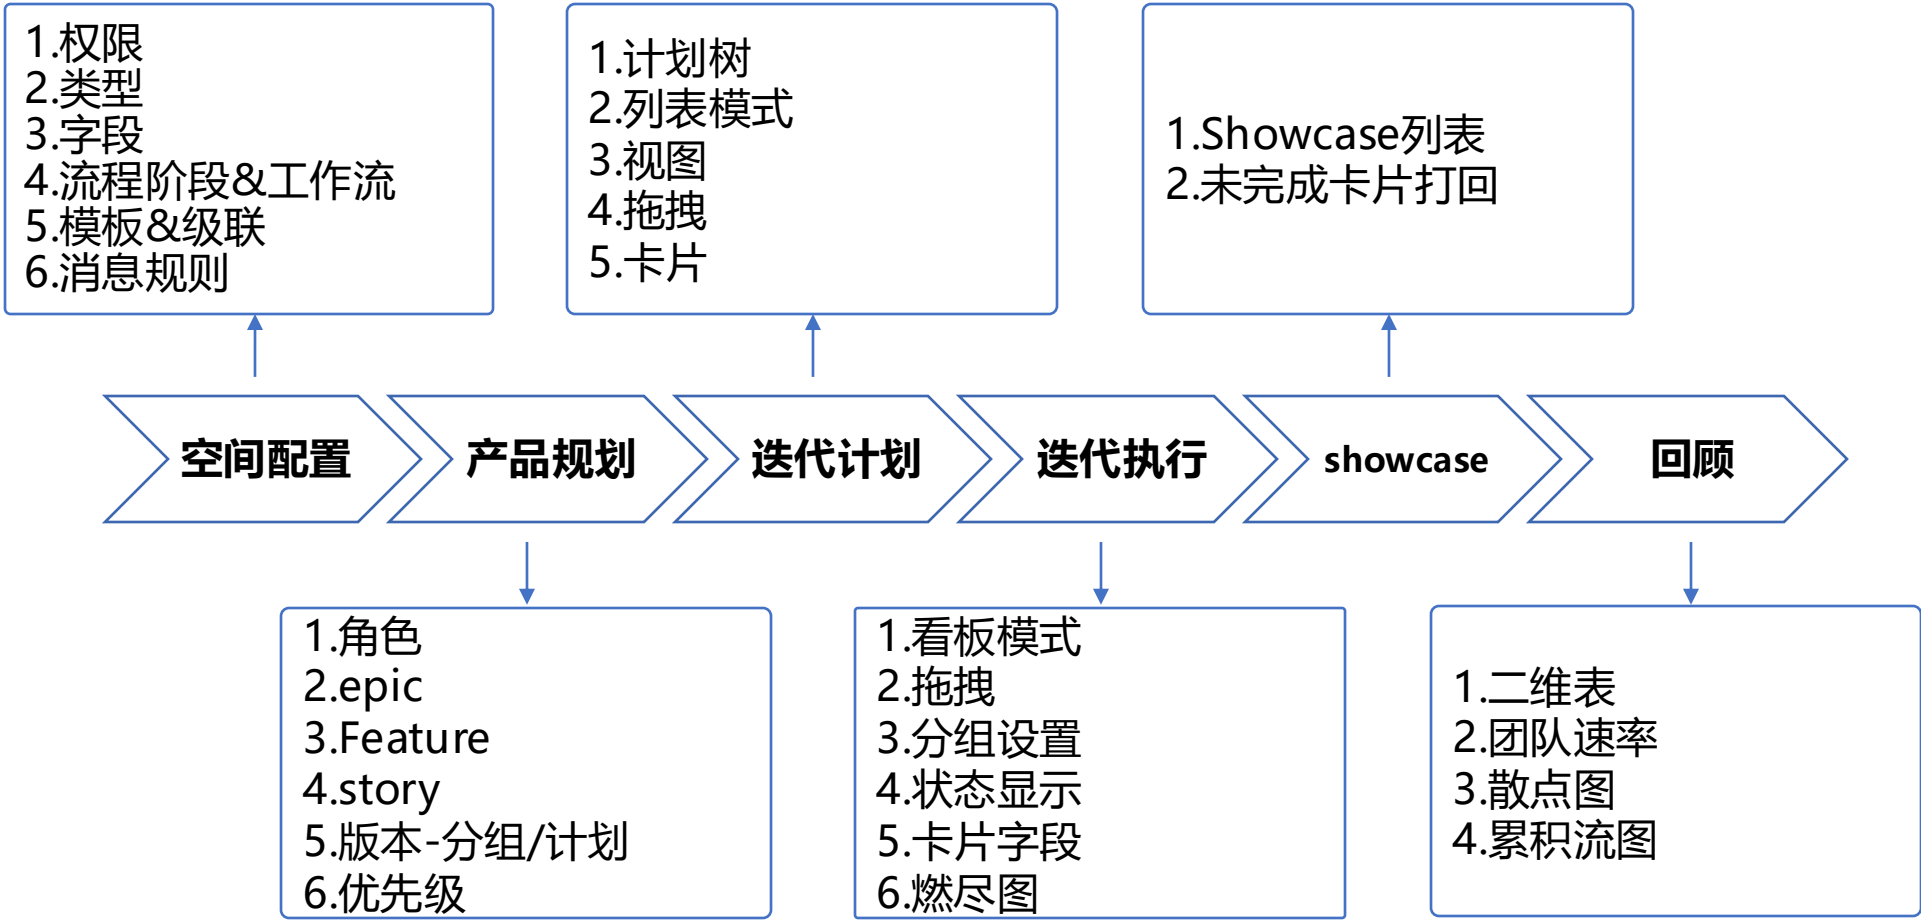 1.权限
2.类型
3.字段
4.流程阶段&工作流
5.模板&级联
6.消息规则
1.计划树
2.列表模式
3.视图
4.拖拽
5.卡片
1.Showcase列表
2.未完成卡片打回
空间配置
产品规划
迭代计划
迭代执行
showcase
回顾
1.角色
2.epic
3.Feature
4.story
5.版本-分组/计划
6.优先级
1.看板模式
2.拖拽
3.分组设置
4.状态显示
5.卡片字段
6.燃尽图
1.二维表
2.团队速率
3.散点图
4.累积流图